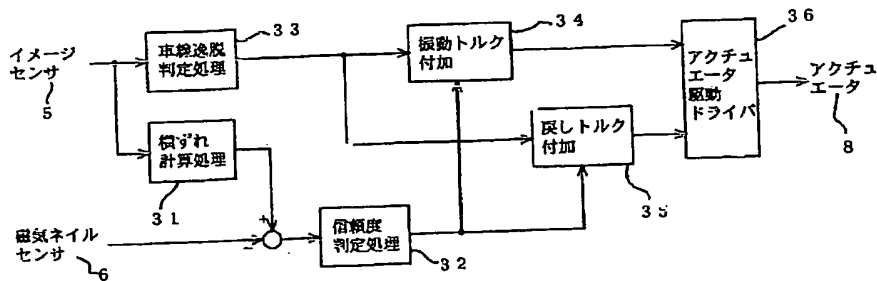 イメージ
センサ
5
車線逸脱
判定処理
33
振動トルク
付加
34
アクチュ
エータ
駆動
ドライバ
36
アクチュ
エータ
8
横ずれ
計算処理
31
戻しトルク
付加
35
磁気ネイル
センサ
6
+
-
信頼度
判定処理
32